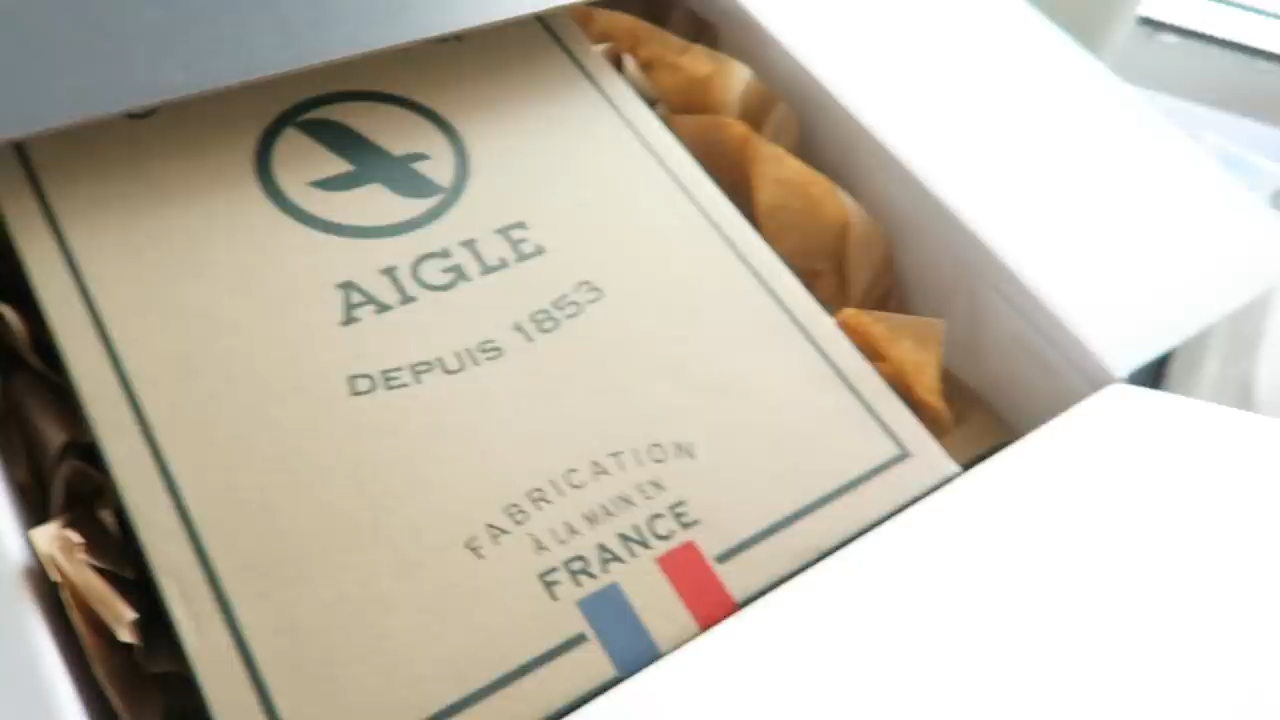 AIGLE
DEPUIS 1853
FABRICATION
À LA MAIN EN
FRANCE